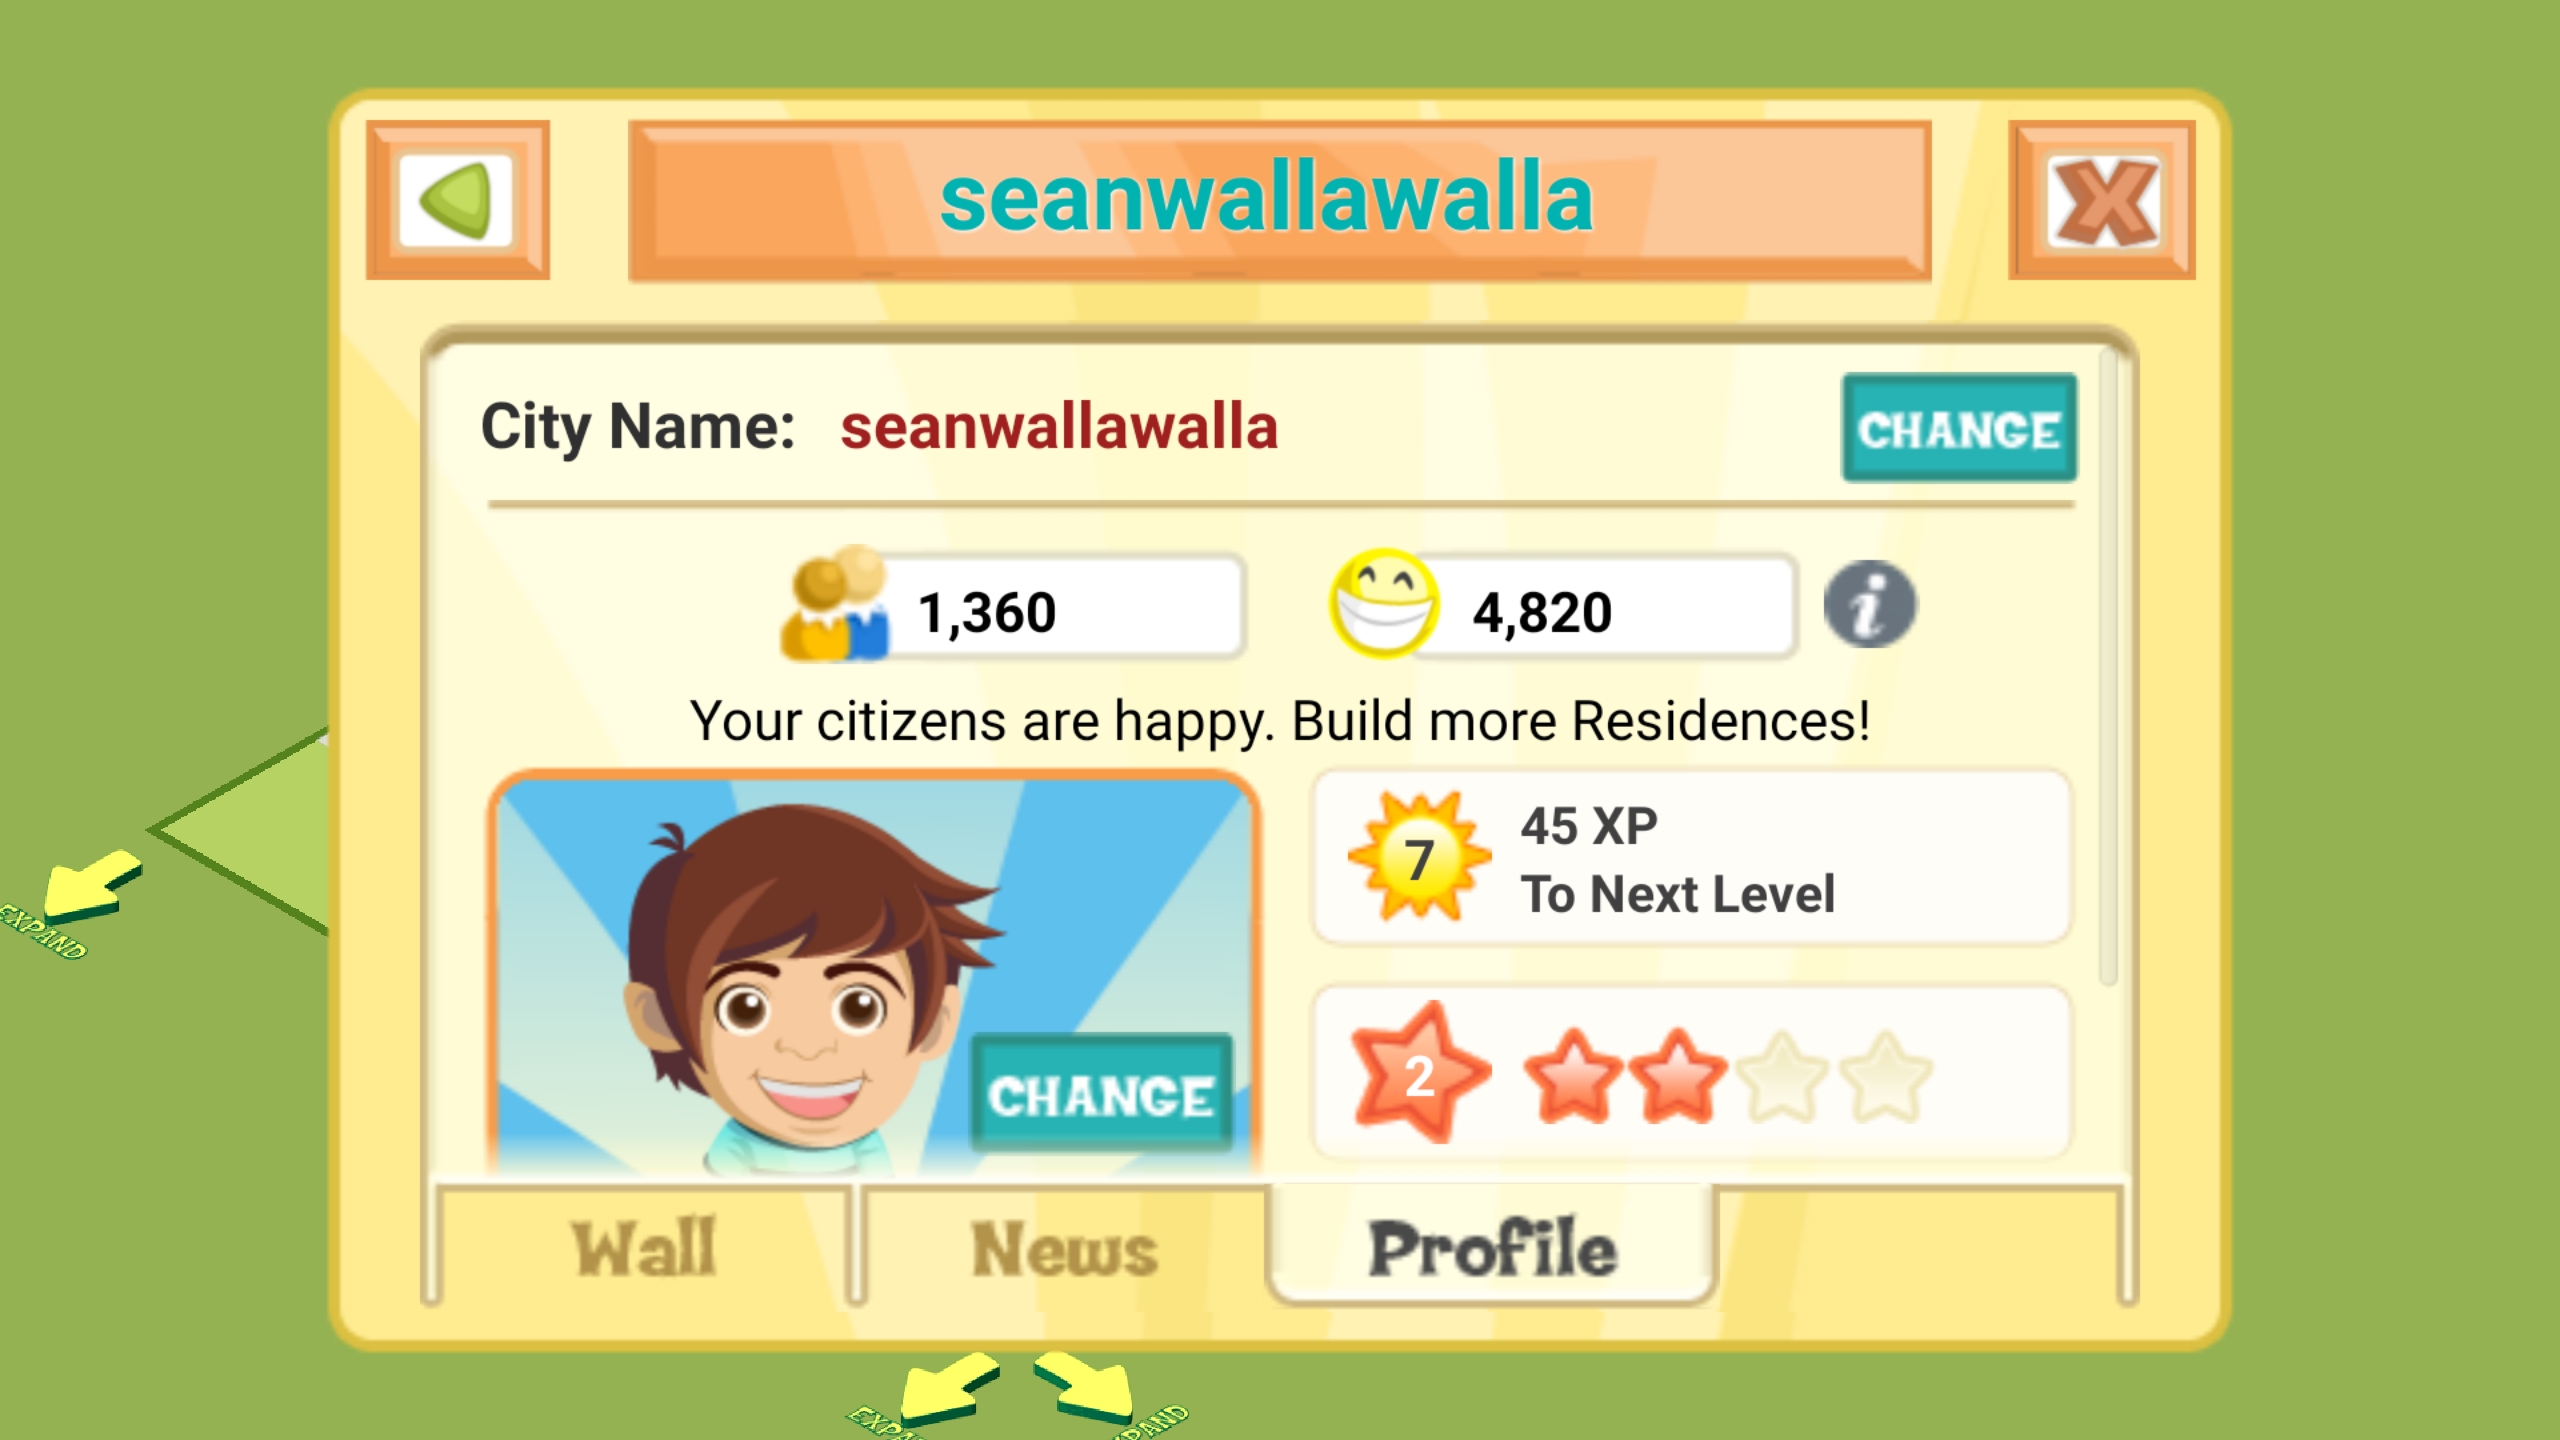 seanwallawalla
City Name: seanwallawalla
CHANGE
1,360
4,820
i
Your citizens are happy. Build more Residences!
7
45 XP
To Next Level
2
CHANGE
Wall
News
Profile
EXPAND